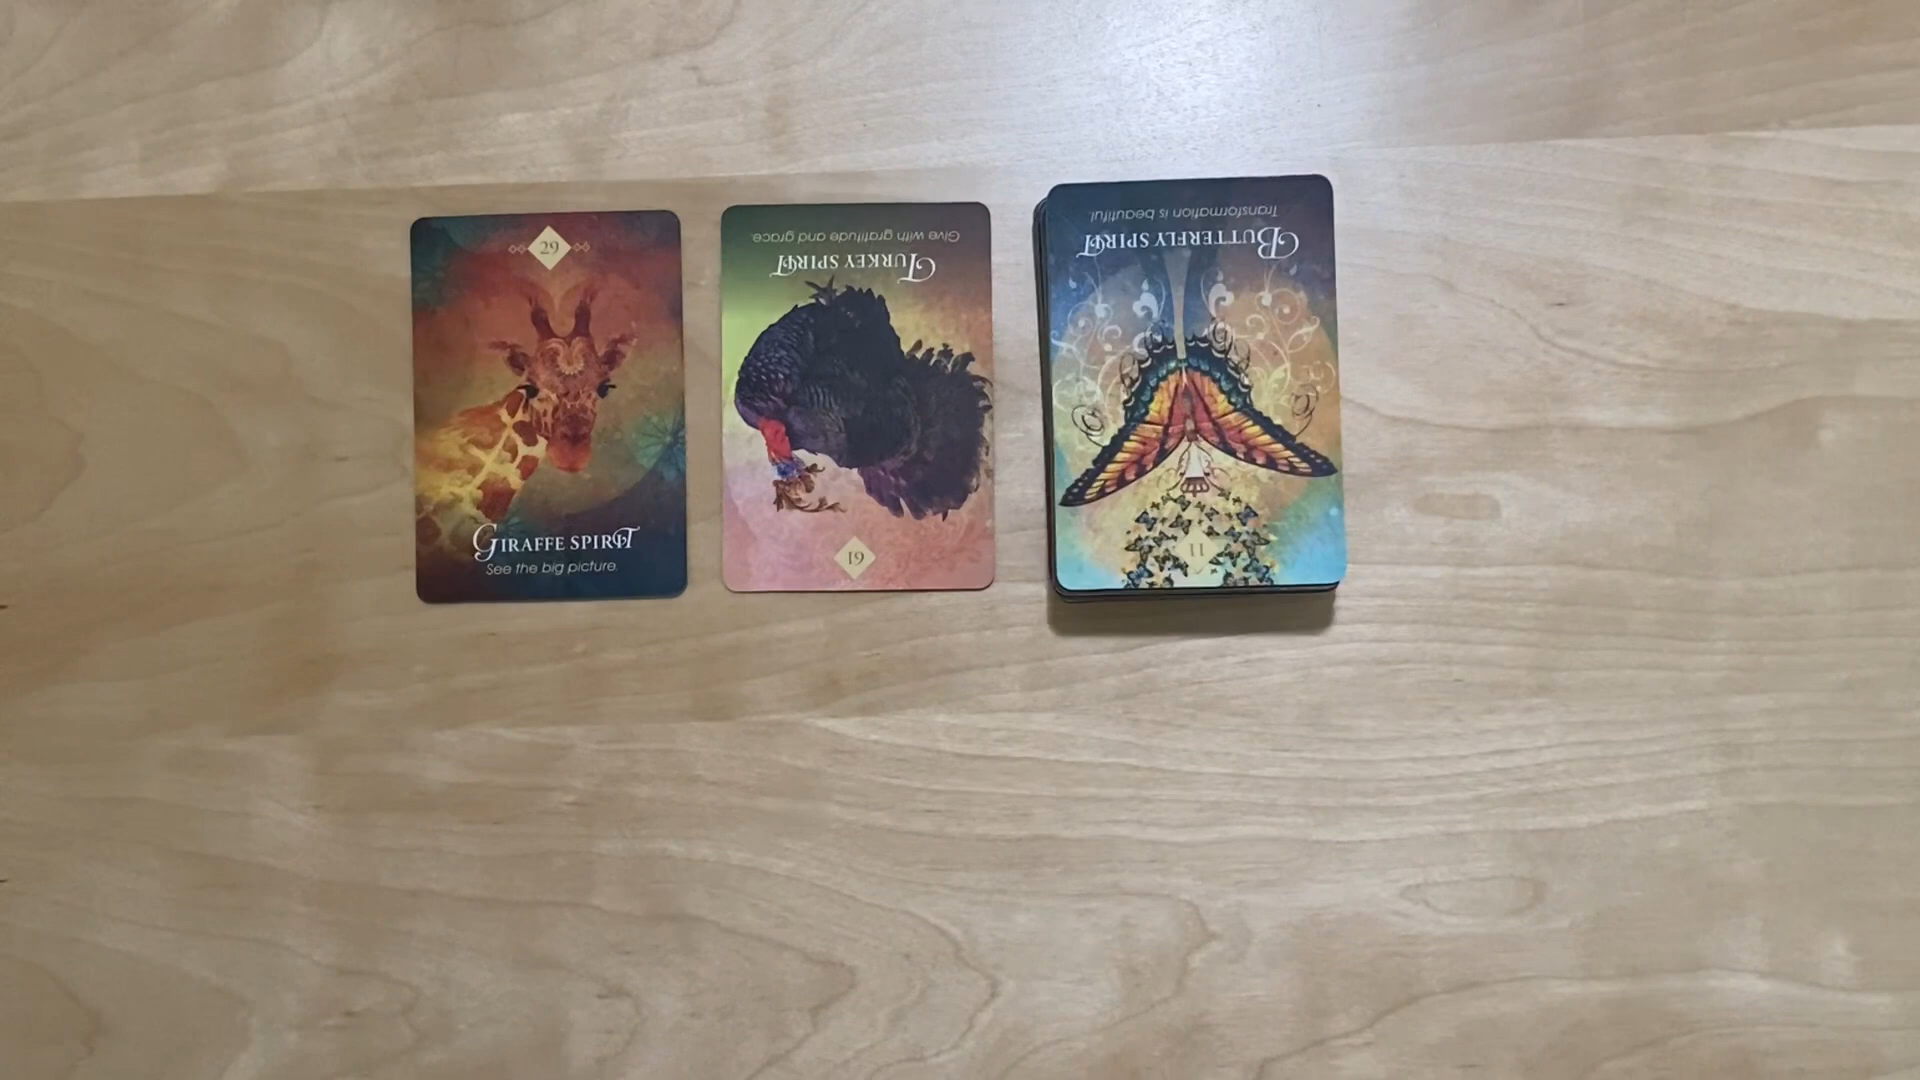 29
GIRAFFE SPIRIT
See the big picture.
TURKEY SPIRIT
Give with gratitude and grace.
61
BUTTERFLY SPIRIT
Transformation is beautiful.
11